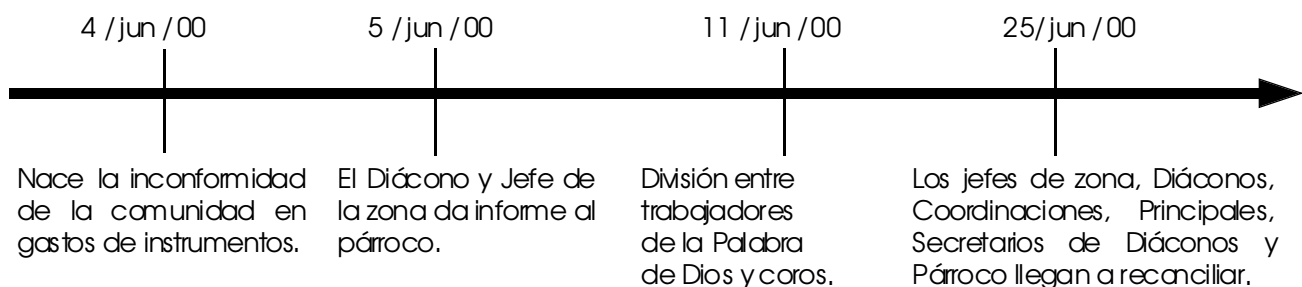 4 / jun / 00
5 / jun / 00
11 / jun / 00
25/ jun / 00
Nace la inconformidad
de la comunidad en
gastos de instrumentos.
El Diácono y Jefe de
la zona da informe al
párroco.
División entre
trabajadores
de la Palabra
de Dios y coros.
Los jefes de zona, Diáconos,
Coordinaciones, Principales,
Secretarios de Diáconos y
Párroco llegan a recanciliar.